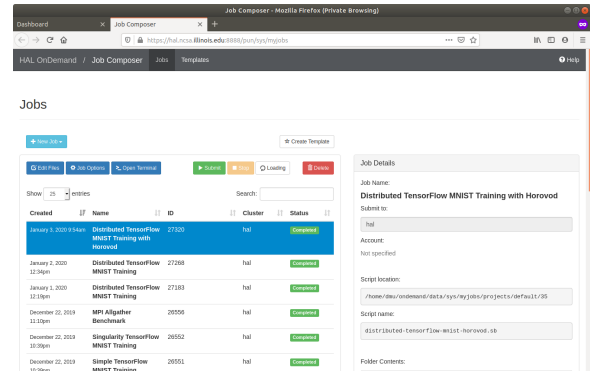 Job Composer - Mozilla Firefox (Private Browsing)
Dashboard × Job Composer × +
https://hal.ncsa.illinois.edu:8888/pun/sys/myjobs
HAL OnDemand / Job Composer Jobs Templates Help
Jobs
New Job
Create Template
Edit Files Job Options Open Terminal Submit Stop Loading Delete
Show 25 entries Search:
Created Name ID Cluster Status
January 3, 2020 9:54am Distributed TensorFlow MNIST Training with Horovod 27320 hal Completed
January 2, 2020 12:34pm Distributed TensorFlow MNIST Training 27268 hal Completed
January 1, 2020 12:19pm Distributed TensorFlow MNIST Training 27183 hal Completed
December 22, 2019 11:10pm MPI Allgather Benchmark 26556 hal Completed
December 22, 2019 10:39pm Singularity TensorFlow MNIST Training 26552 hal Completed
December 22, 2019 10:39pm Simple TensorFlow MNIST Training 26551 hal Completed
Job Details
Job Name:
Distributed TensorFlow MNIST Training with Horovod
Submit to:
hal
Account:
Not specified
Script location:
/home/dmu/ondemand/data/sys/myjobs/projects/default/35
Script name:
distributed-tensorflow-mnist-horovod.sb
Folder Contents: